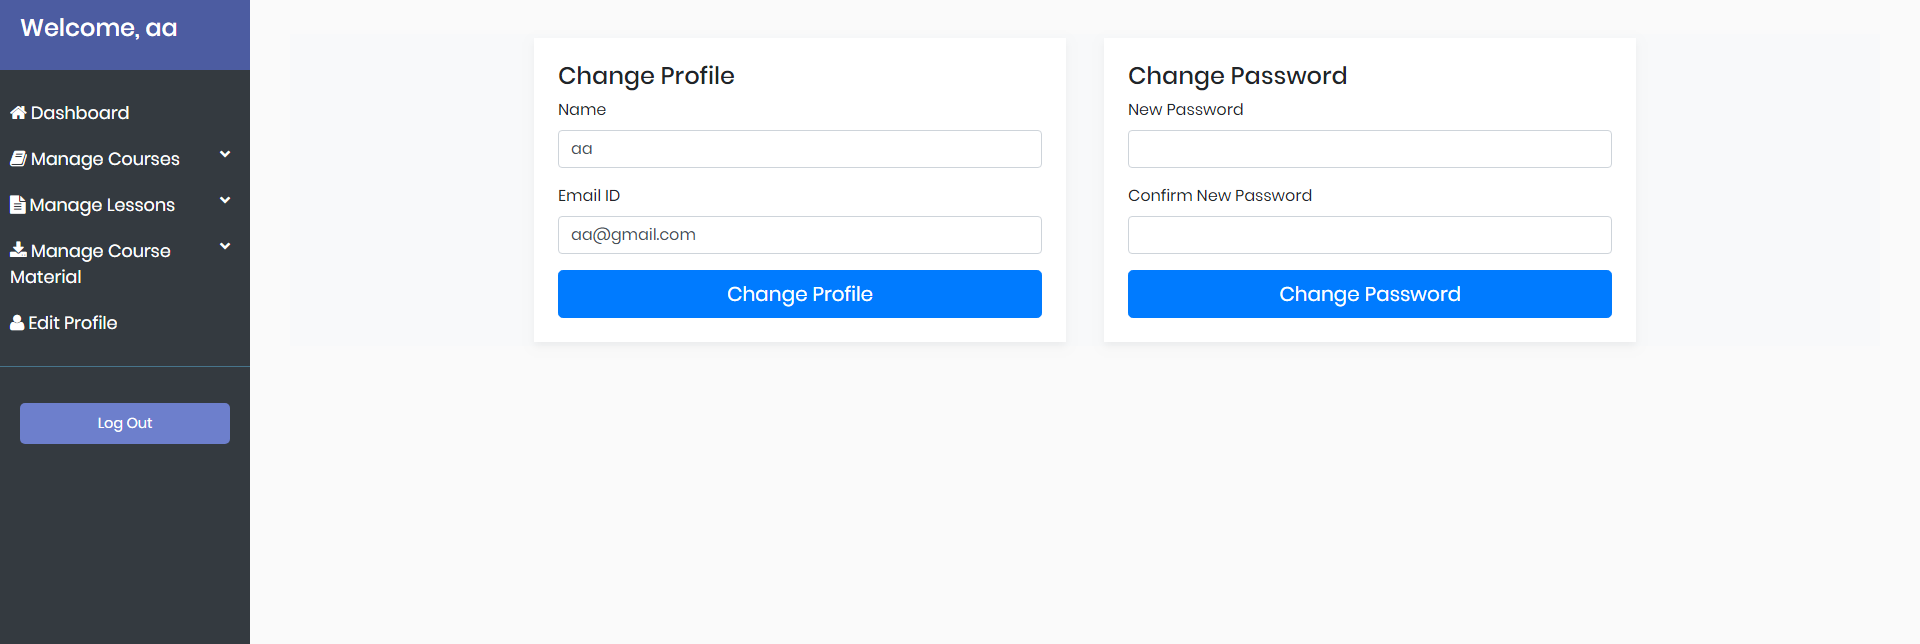 Welcome, aa
Dashboard
Manage Courses
Manage Lessons
Manage Course
Material
Edit Profile
Log Out
Change Profile
Name
aa
Email ID
aa@gmail.com
Change Profile
Change Password
New Password
Confirm New Password
Change Password